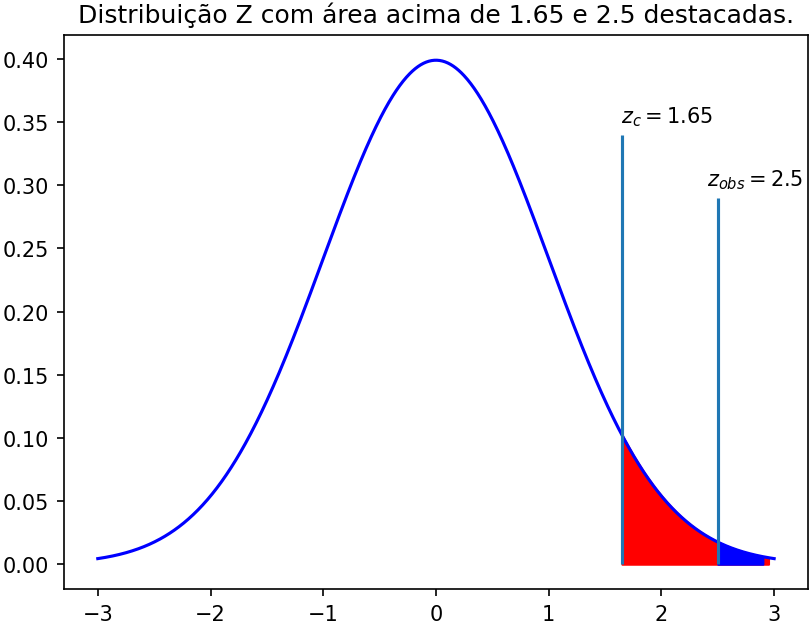 Distribuição Z com área acima de 1.65 e 2.5 destacadas.
0.40
0.35
0.30
0.25
0.20
0.15
0.10
0.05
0.00
z_c = 1.65
z_{obs} = 2.5
−3 −2 −1 0 1 2 3